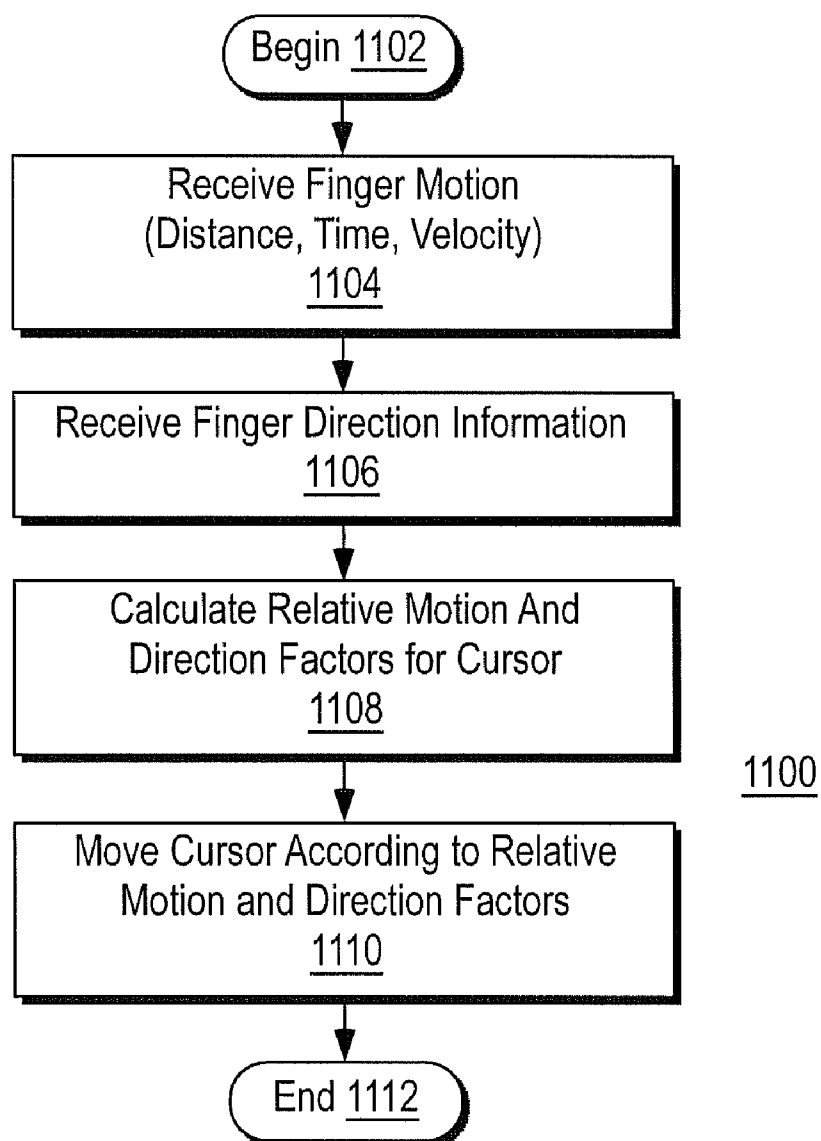 Begin 1102
Receive Finger Motion
(Distance, Time, Velocity)
1104
Receive Finger Direction Information
1106
Calculate Relative Motion And
Direction Factors for Cursor
1108
1100
Move Cursor According to Relative
Motion and Direction Factors
1110
End 1112